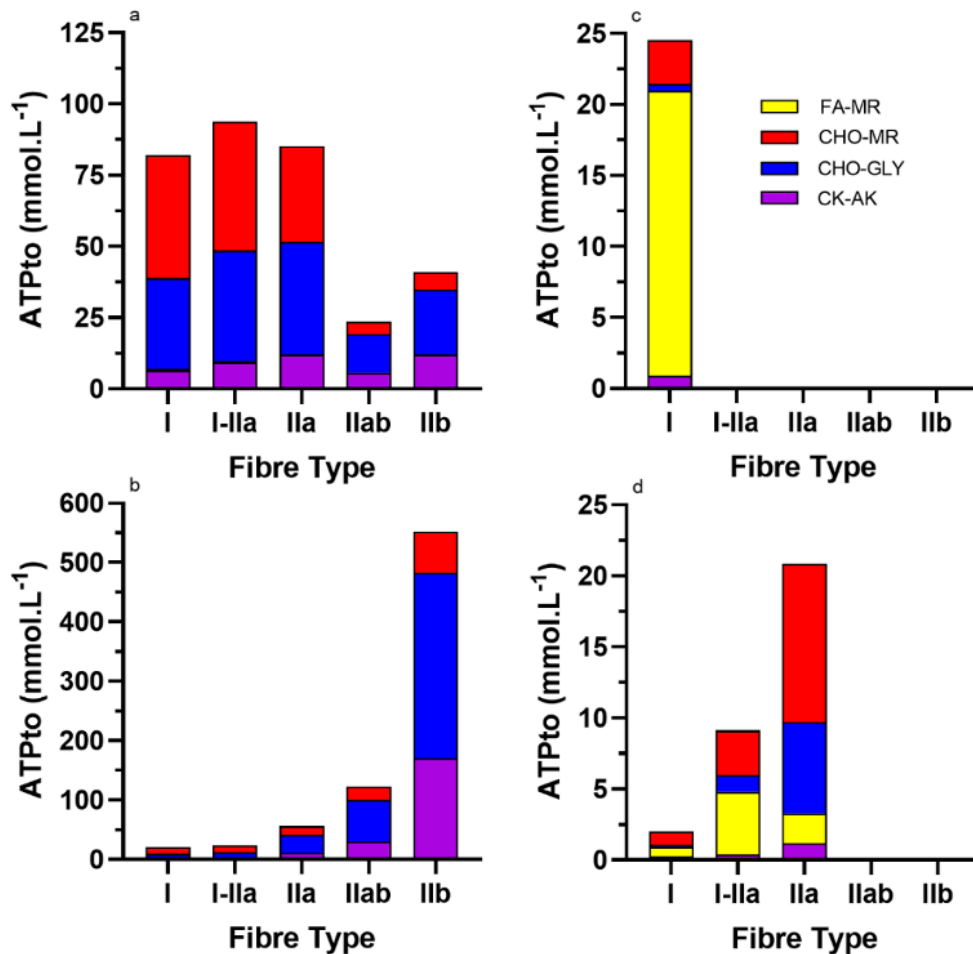 a
125
100
75
50
25
0
ATPto (mmol.L⁻¹)
I I-IIa IIa IIab IIb
Fibre Type
c
25
20
15
10
5
0
ATPto (mmol.L⁻¹)
FA-MR
CHO-MR
CHO-GLY
CK-AK
I I-IIa IIa IIab IIb
Fibre Type
b
600
500
400
300
200
100
0
ATPto (mmol.L⁻¹)
I I-IIa IIa IIab IIb
Fibre Type
d
25
20
15
10
5
0
ATPto (mmol.L⁻¹)
I I-IIa IIa IIab IIb
Fibre Type